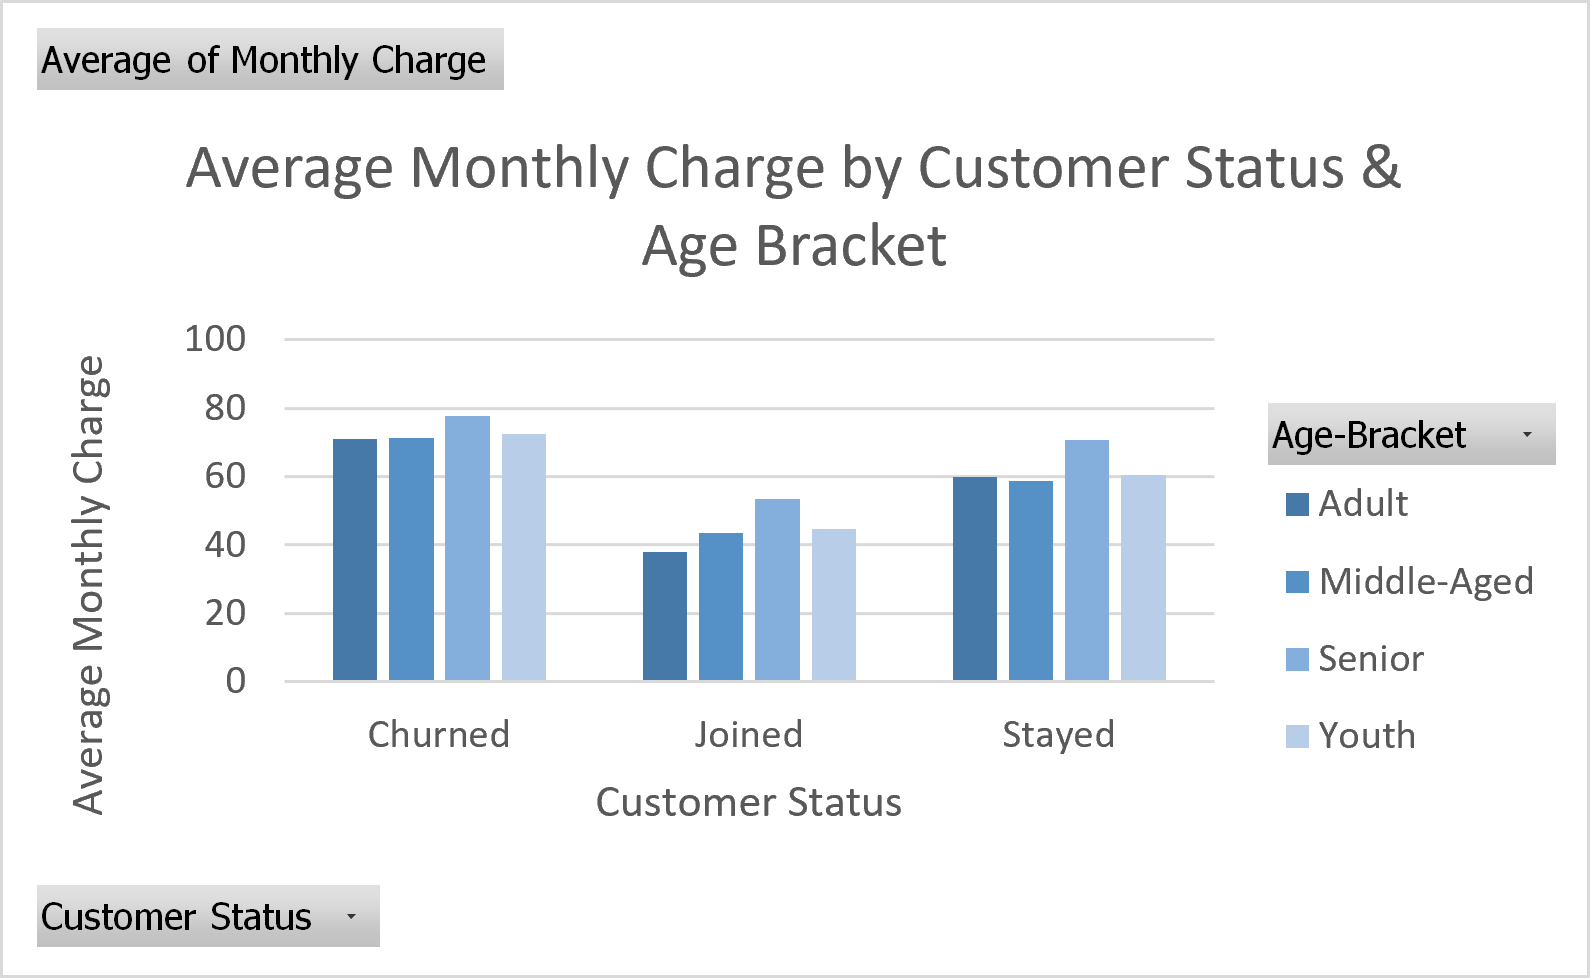 Average of Monthly Charge
Average Monthly Charge by Customer Status &
Age Bracket
Average Monthly Charge
100
80
60
40
20
0
Churned
Joined
Stayed
Customer Status
Age-Bracket
Adult
Middle-Aged
Senior
Youth
Customer Status